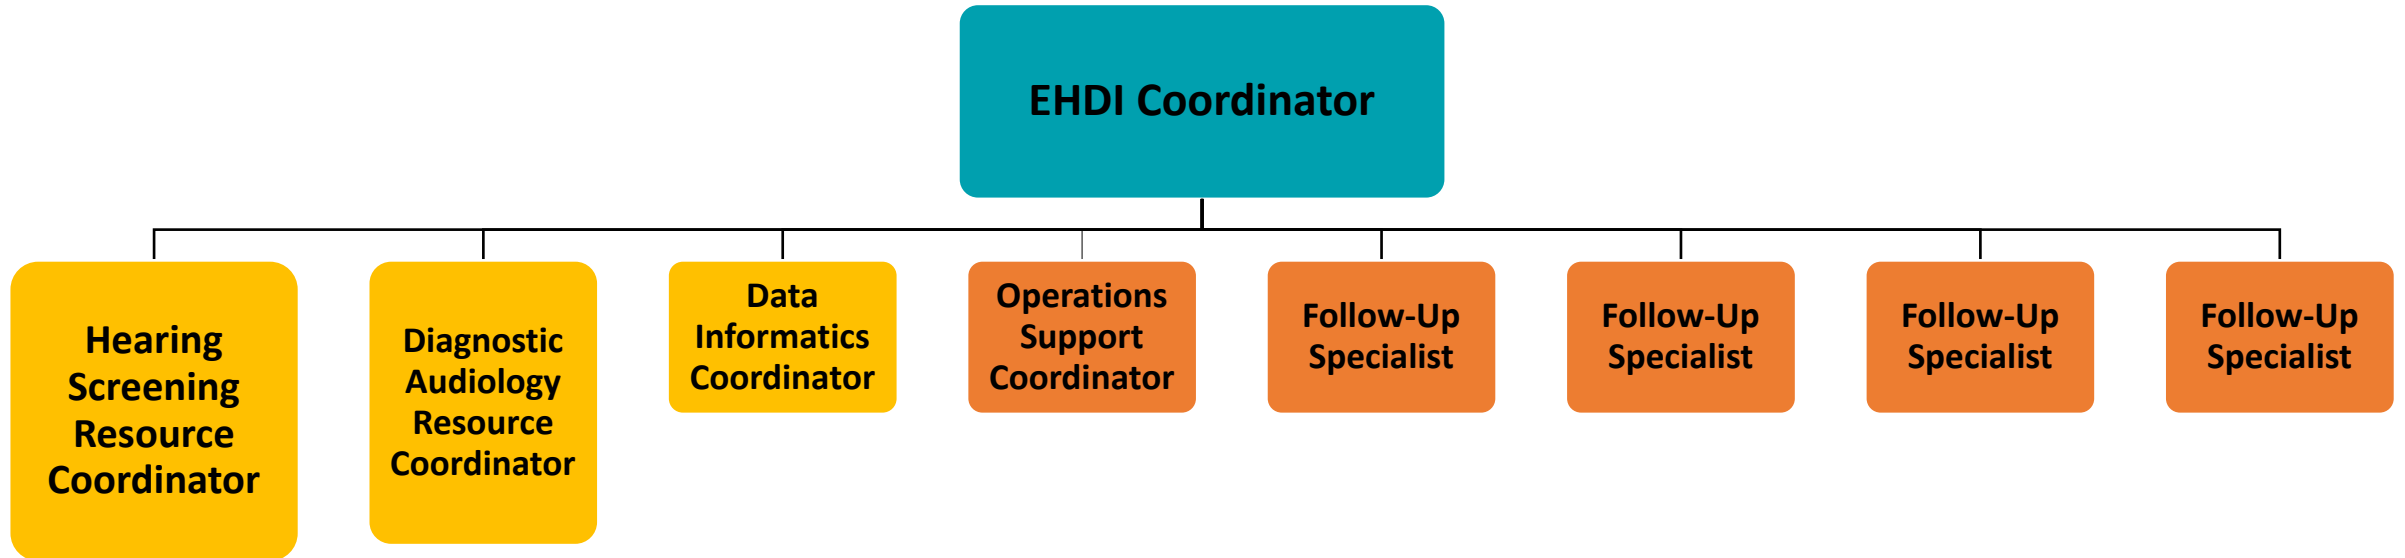 EHDI Coordinator
Hearing
Screening
Resource
Coordinator
Diagnostic
Audiology
Resource
Coordinator
Data
Informatics
Coordinator
Operations
Support
Coordinator
Follow-Up
Specialist
Follow-Up
Specialist
Follow-Up
Specialist
Follow-Up
Specialist